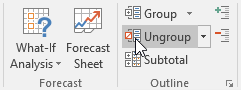 What-If
Analysis
Forecast
Sheet
Forecast
Group
Ungroup
Subtotal
Outline